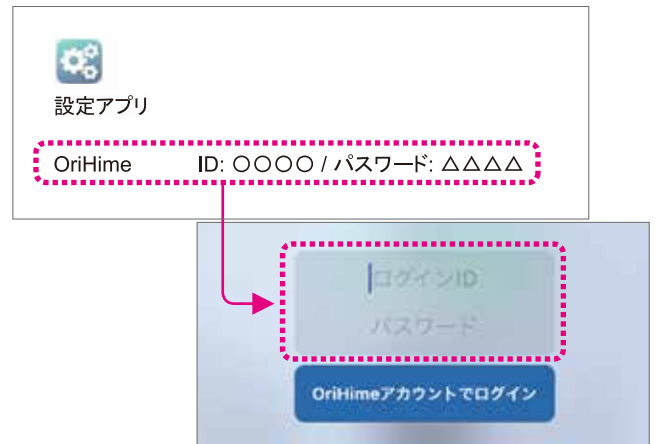 設定アプリ
OriHime ID: 〇〇〇〇 / パスワード: △△△△
ログインID
パスワード
OriHimeアカウントでログイン